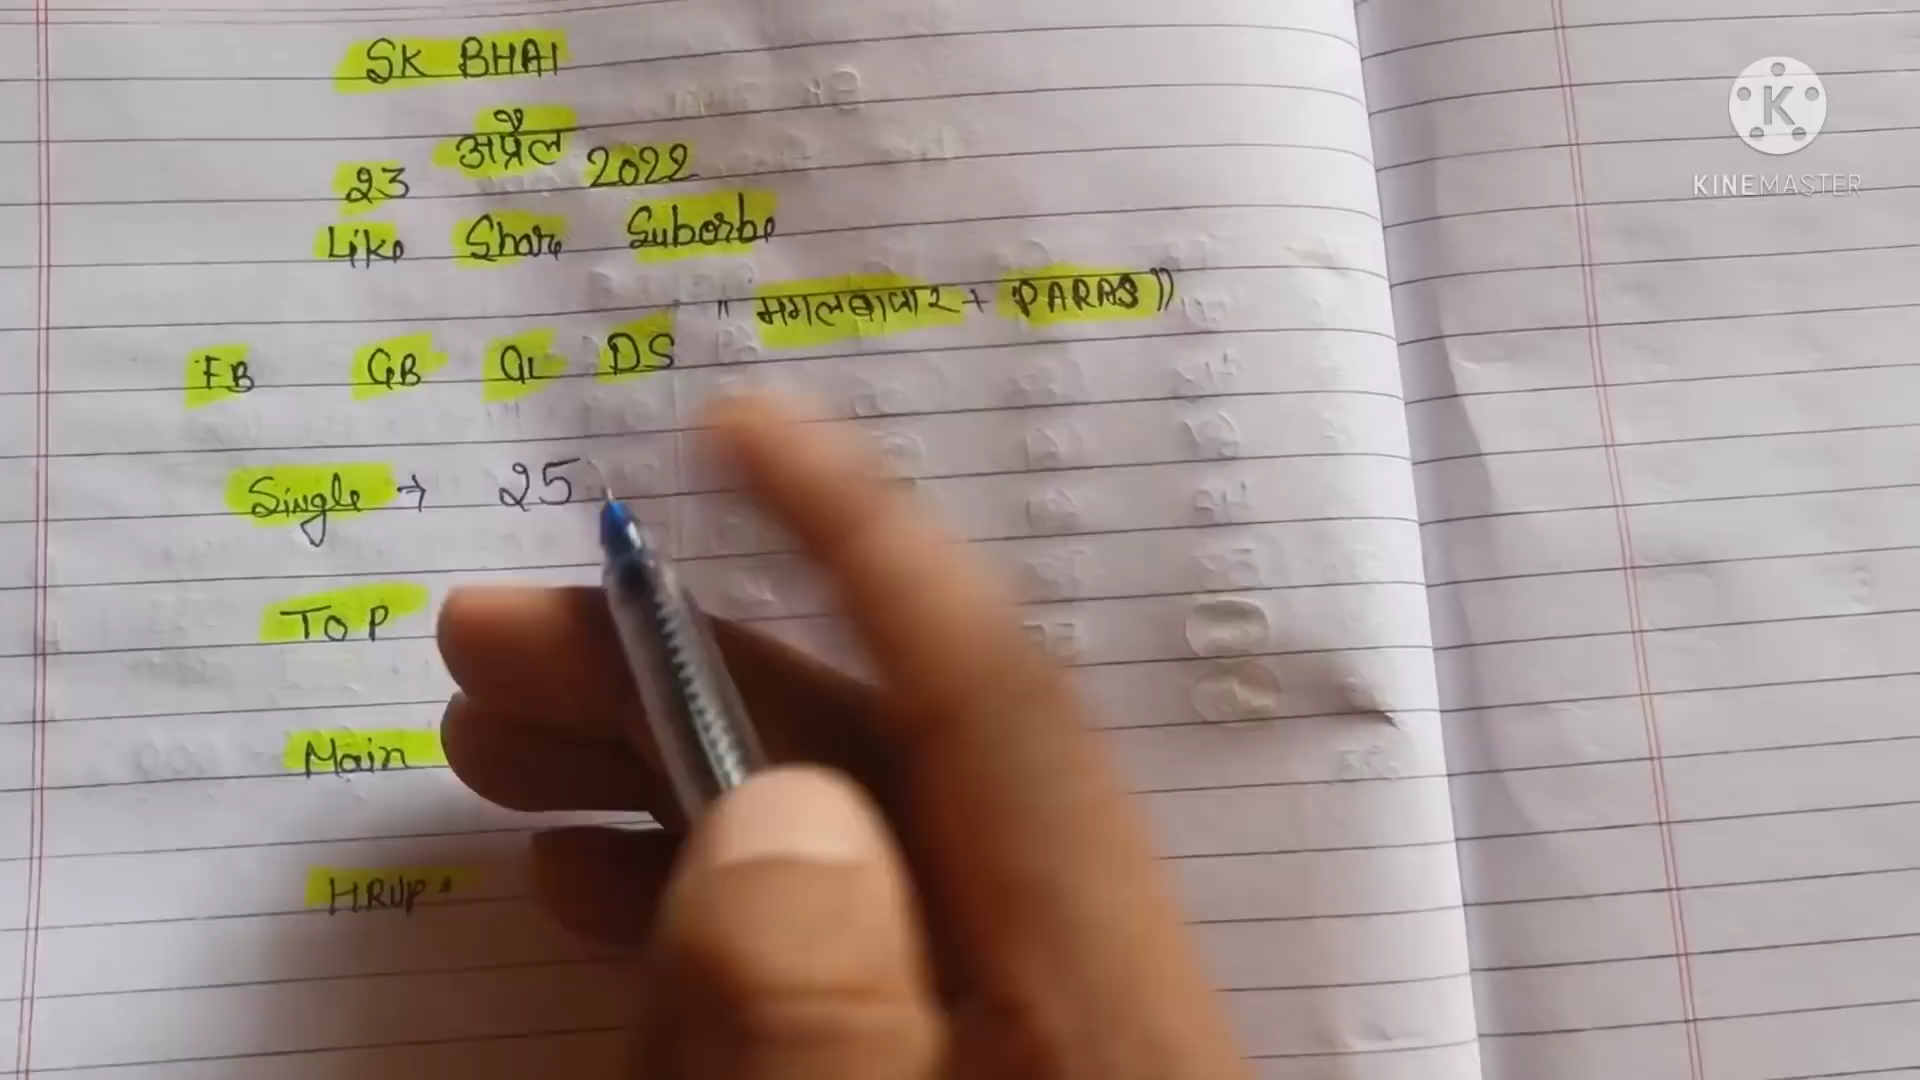 SK BHAI
23 अप्रैल 2022
Like Share Suborbe
"मगलबाजार + PARAS"
FB GB GL DS
Single → 25
TOP
Main
HRUP
KINEMASTER